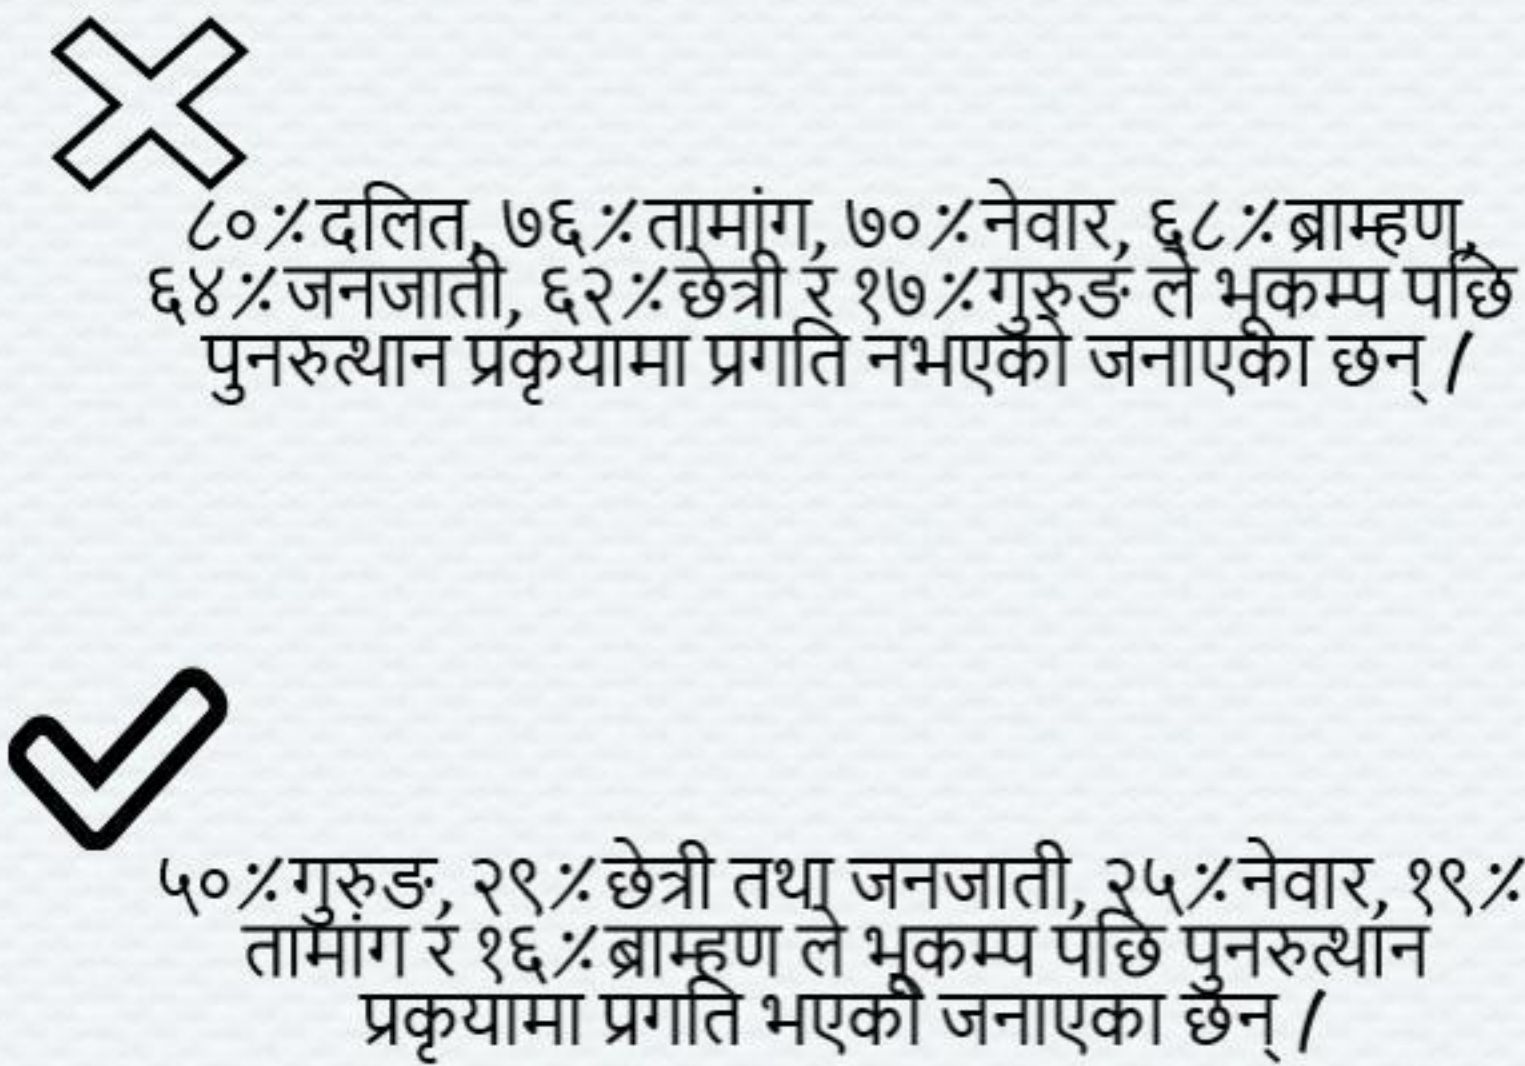 ८०%दलित, ७६%तामांग, ७०%नेवार, ६८%ब्राम्हण,
६४%जनजाती, ६२%छेत्री र १७%गुरुङ ले भूकम्प पछि
पुनरुत्थान प्रकृयामा प्रगति नभएको जनाएका छन् /
५०%गुरुङ, २९%छेत्री तथा जनजाती, २५%नेवार, १९%
तामांग र १६%ब्राम्हण ले भूकम्प पछि पुनरुत्थान
प्रकृयामा प्रगति भएको जनाएका छन् /